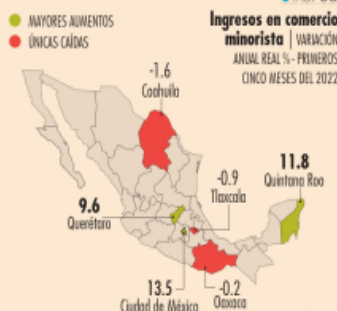 MAYORES AUMENTOS
ÚNICAS CAÍDAS
Ingresos en comercio
minorista | VARIACIÓN
ANUAL REAL % - PRIMEROS
CINCO MESES DEL 2022
-1.6
Coahuila
-0.9
Tlaxcala
11.8
Quintana Roo
9.6
Querétaro
13.5
Ciudad de México
-0.2
Oaxaca